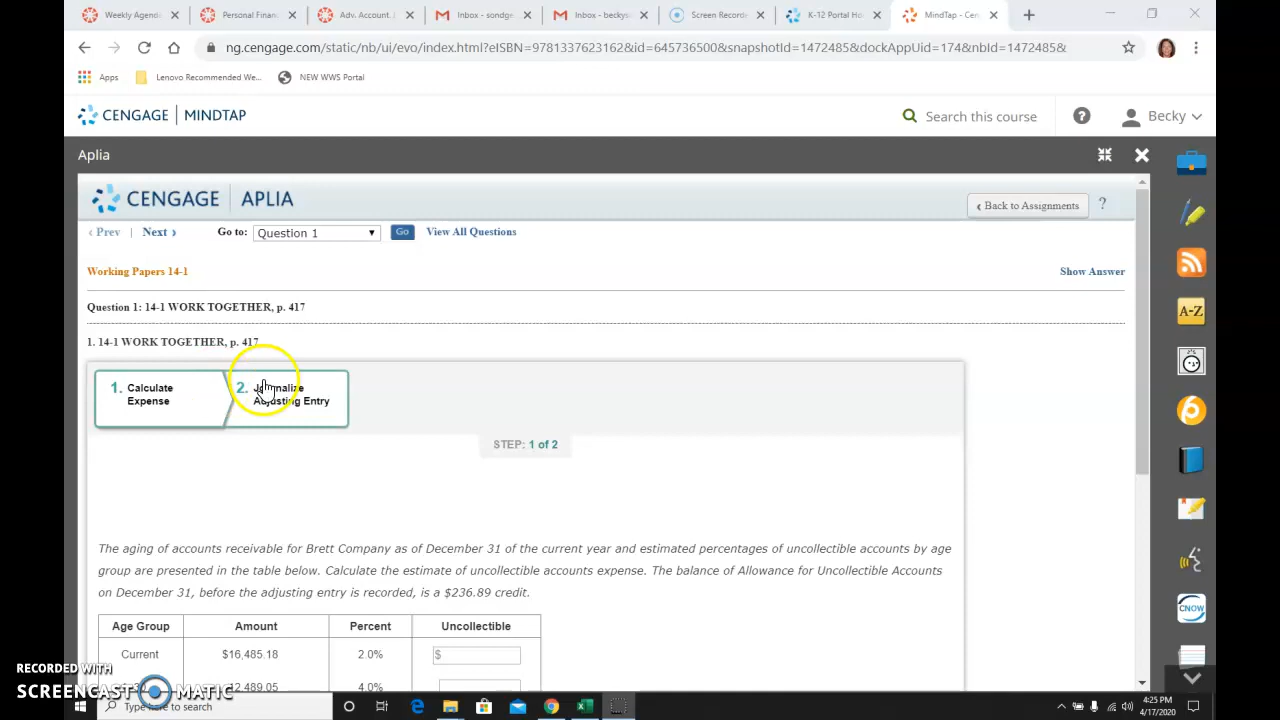 Weekly Agenda
Personal Finan
Adv. Account. J
Inbox - sondge
Inbox - beckys
Screen Recorde
K-12 Portal Ho
MindTap - Cen
ng.cengage.com/static/nb/ui/evo/index.html?eISBN=9781337623162&id=645736500&snapshotId=1472485&dockAppUid=174&nbId=1472485&
Apps
Lenovo Recommended We...
NEW WWS Portal
CENGAGE | MINDTAP
Search this course
Becky
Aplia
CENGAGE | APLIA
‹ Back to Assignments
?
‹ Prev | Next ›
Go to:
Question 1
Go
View All Questions
Working Papers 14-1
Show Answer
Question 1: 14-1 WORK TOGETHER, p. 417
1. 14-1 WORK TOGETHER, p. 417
1. Calculate
Expense
2. Journalize
Adjusting Entry
STEP: 1 of 2
The aging of accounts receivable for Brett Company as of December 31 of the current year and estimated percentages of uncollectible accounts by age
group are presented in the table below. Calculate the estimate of uncollectible accounts expense. The balance of Allowance for Uncollectible Accounts
on December 31, before the adjusting entry is recorded, is a $236.89 credit.
Age Group Amount Percent Uncollectible
Current $16,485.18 2.0% $
12,489.05 4.0%
A-Z
CNOW
RECORDED WITH
SCREENCAST MATIC
Type here to search
4:25 PM
4/17/2020